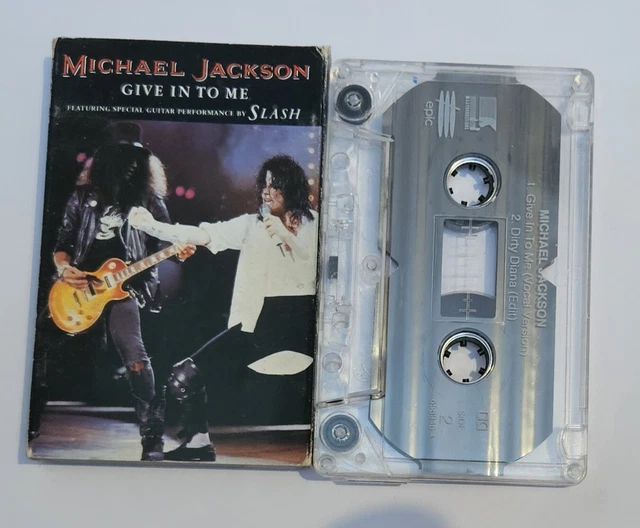 MICHAEL JACKSON
GIVE IN TO ME
FEATURING SPECIAL GUITAR PERFORMANCE BY SLASH
epic
MICHAEL JACKSON
1. Give In To Me (Vocal Version)
2. Dirty Diana (Edit)
SIDE
2